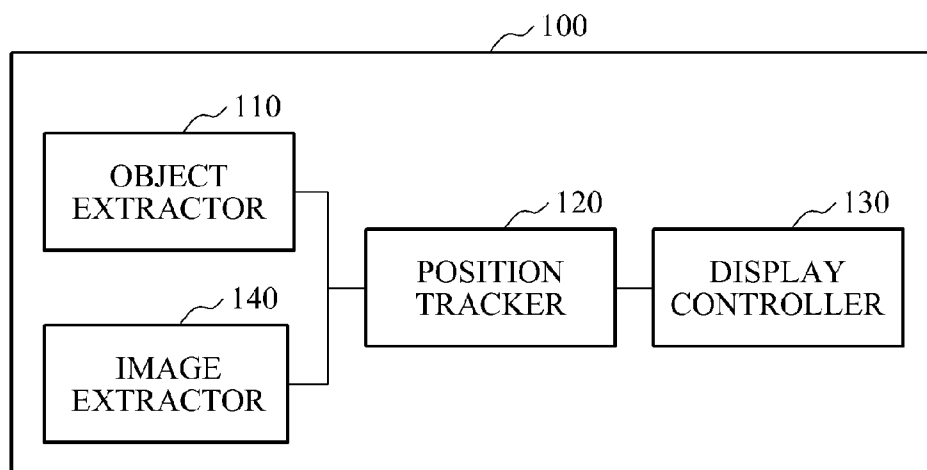 100
110
OBJECT
EXTRACTOR
120
POSITION
TRACKER
130
DISPLAY
CONTROLLER
140
IMAGE
EXTRACTOR